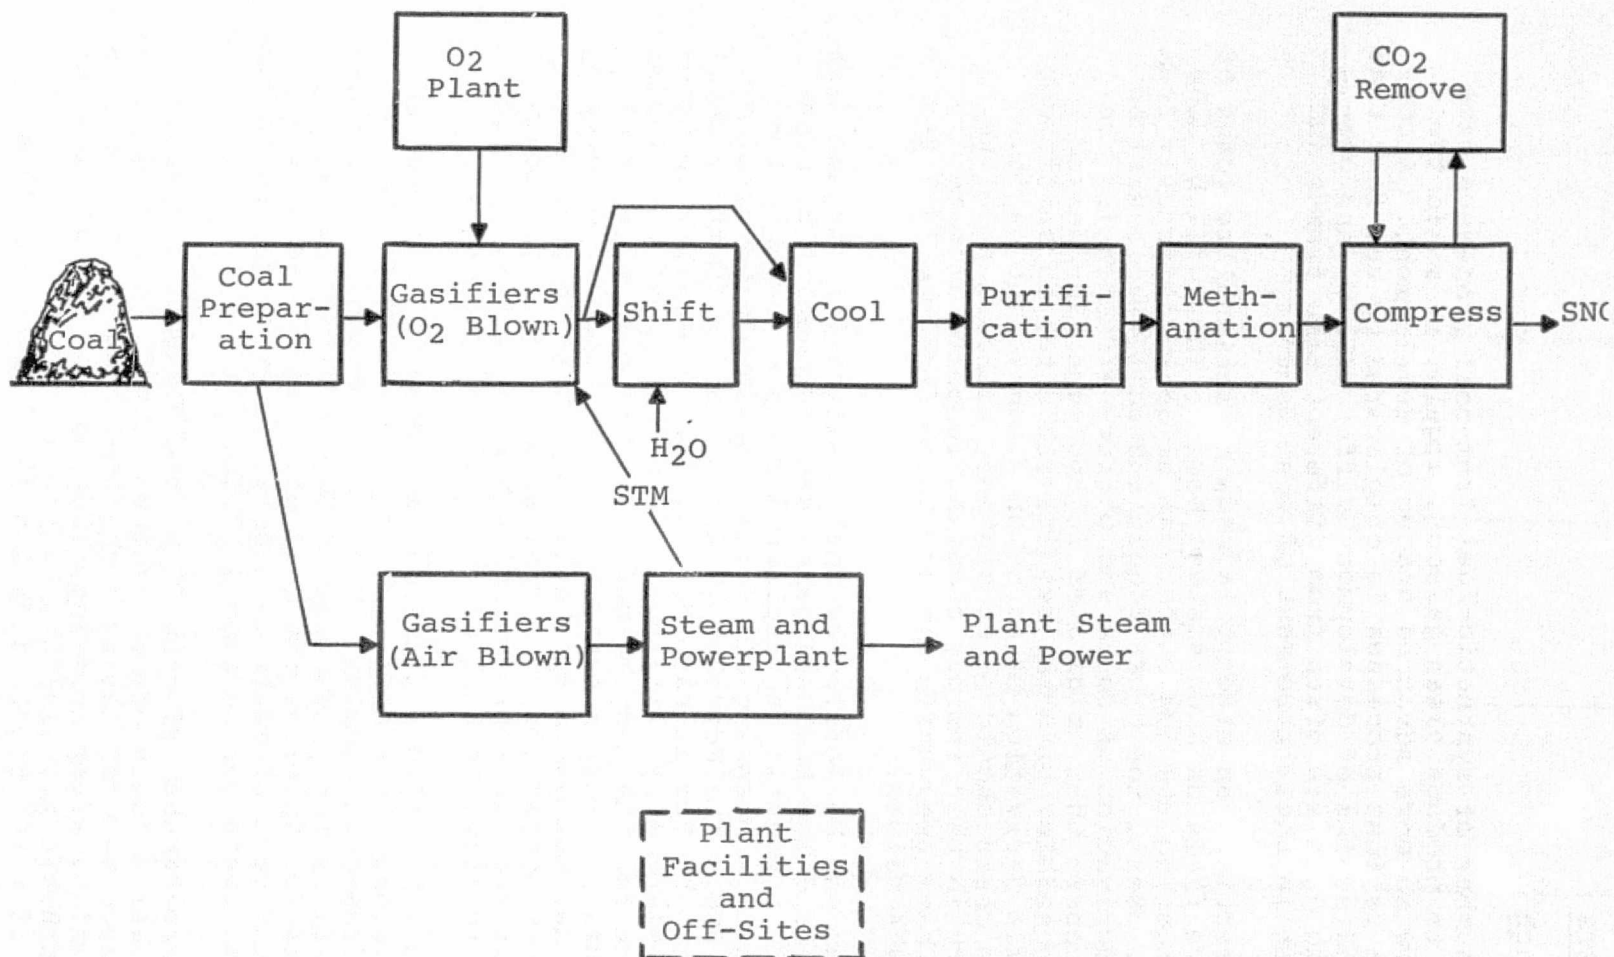 O2
Plant
CO2
Remove
Coal
Coal
Prepar-
ation
Gasifiers
(O2 Blown)
Shift
Cool
Purifi-
cation
Meth-
anation
Compress
H2O
STM
Gasifiers
(Air Blown)
Steam and
Powerplant
Plant Steam
and Power
Plant
Facilities
and
Off-Sites